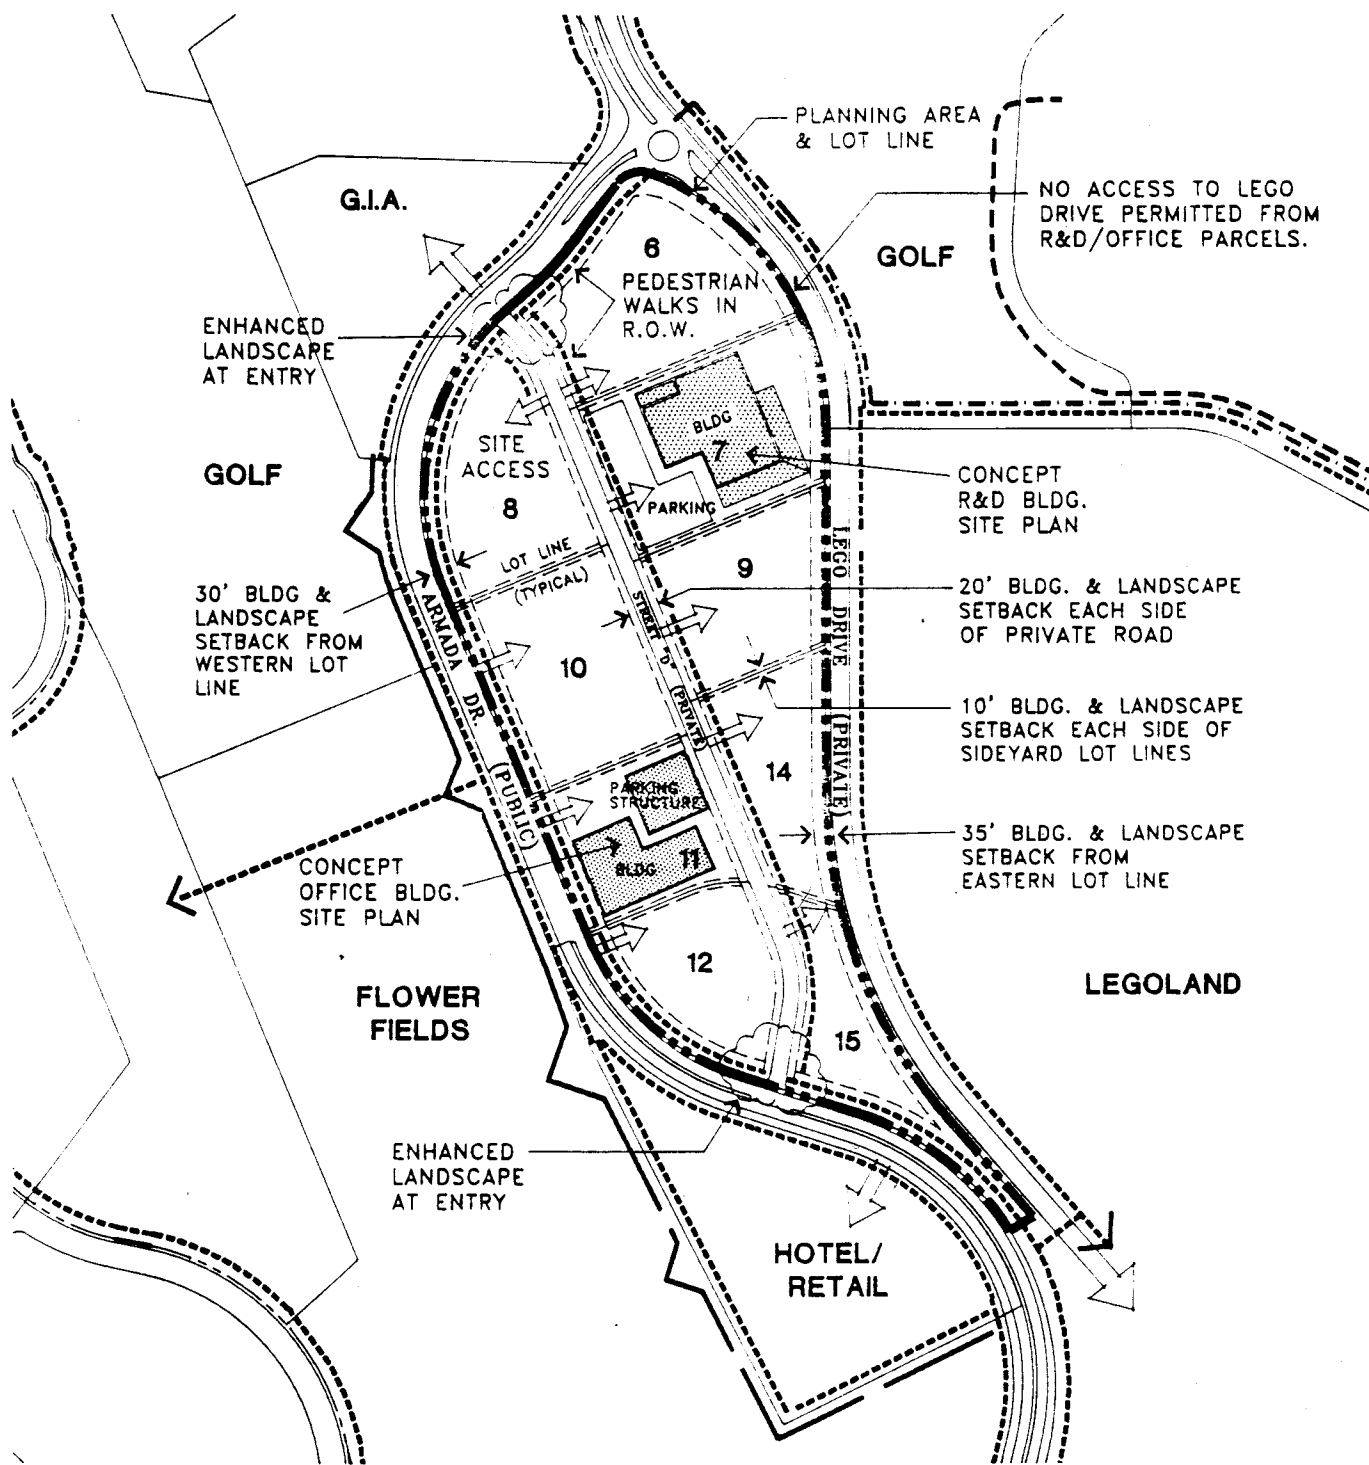 PLANNING AREA
& LOT LINE
NO ACCESS TO LEGO
DRIVE PERMITTED FROM
R&D/OFFICE PARCELS.
G.I.A.
GOLF
6
PEDESTRIAN
WALKS IN
R.O.W.
ENHANCED
LANDSCAPE
AT ENTRY
BLDG
7
SITE
ACCESS
8
GOLF
CONCEPT
R&D BLDG.
SITE PLAN
PARKING
LOT LINE
(TYPICAL)
9
30' BLDG &
LANDSCAPE
SETBACK FROM
WESTERN LOT
LINE
20' BLDG. & LANDSCAPE
SETBACK EACH SIDE
OF PRIVATE ROAD
ARMADA DR. (PUBLIC)
STREET "D" (PRIVATE)
LEGO DRIVE (PRIVATE)
10
10' BLDG. & LANDSCAPE
SETBACK EACH SIDE OF
SIDEYARD LOT LINES
14
PARKING
STRUCTURE
35' BLDG. & LANDSCAPE
SETBACK FROM
EASTERN LOT LINE
BLDG
11
CONCEPT
OFFICE BLDG.
SITE PLAN
12
FLOWER
FIELDS
LEGOLAND
15
ENHANCED
LANDSCAPE
AT ENTRY
HOTEL/
RETAIL